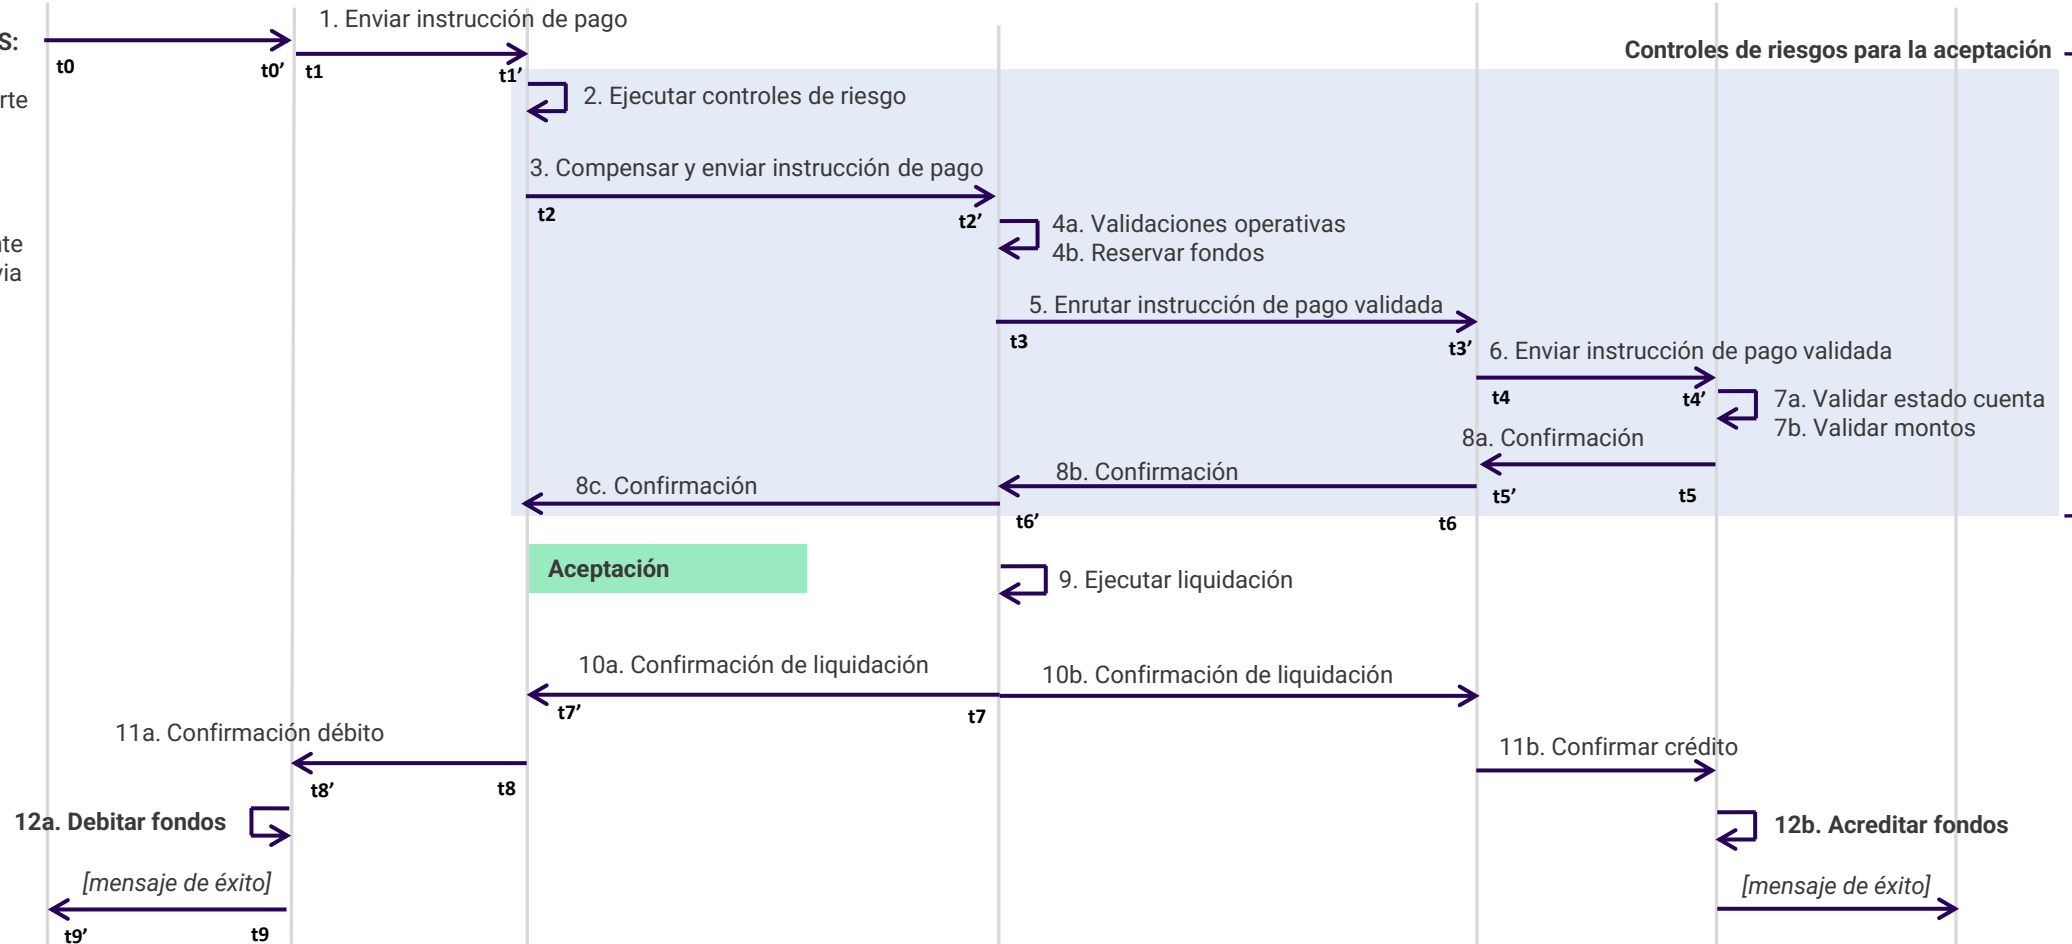 1. Enviar instrucción de pago
S:
Controles de riesgos para la aceptación
t0
t0’
t1
t1’
rte
2. Ejecutar controles de riesgo
3. Compensar y enviar instrucción de pago
t2
t2’
4a. Validaciones operativas
4b. Reservar fondos
nte
via
5. Enrutar instrucción de pago validada
t3
t3’
6. Enviar instrucción de pago validada
t4
t4’
7a. Validar estado cuenta
7b. Validar montos
8a. Confirmación
8b. Confirmación
8c. Confirmación
t5’
t5
t6’
t6
Aceptación
9. Ejecutar liquidación
10a. Confirmación de liquidación
10b. Confirmación de liquidación
t7’
t7
11a. Confirmación débito
11b. Confirmar crédito
t8’
t8
12a. Debitar fondos
12b. Acreditar fondos
[mensaje de éxito]
[mensaje de éxito]
t9’
t9